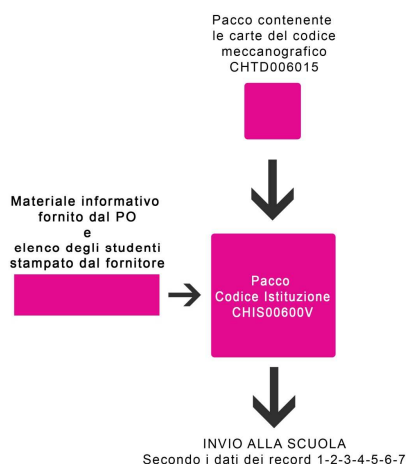 Pacco contenente
le carte del codice
meccanografico
CHTD006015
Materiale informativo
fornito dal PO
e
elenco degli studenti
stampato dal fornitore
Pacco
Codice Istituzione
CHIS00600V
INVIO ALLA SCUOLA
Secondo i dati dei record 1-2-3-4-5-6-7